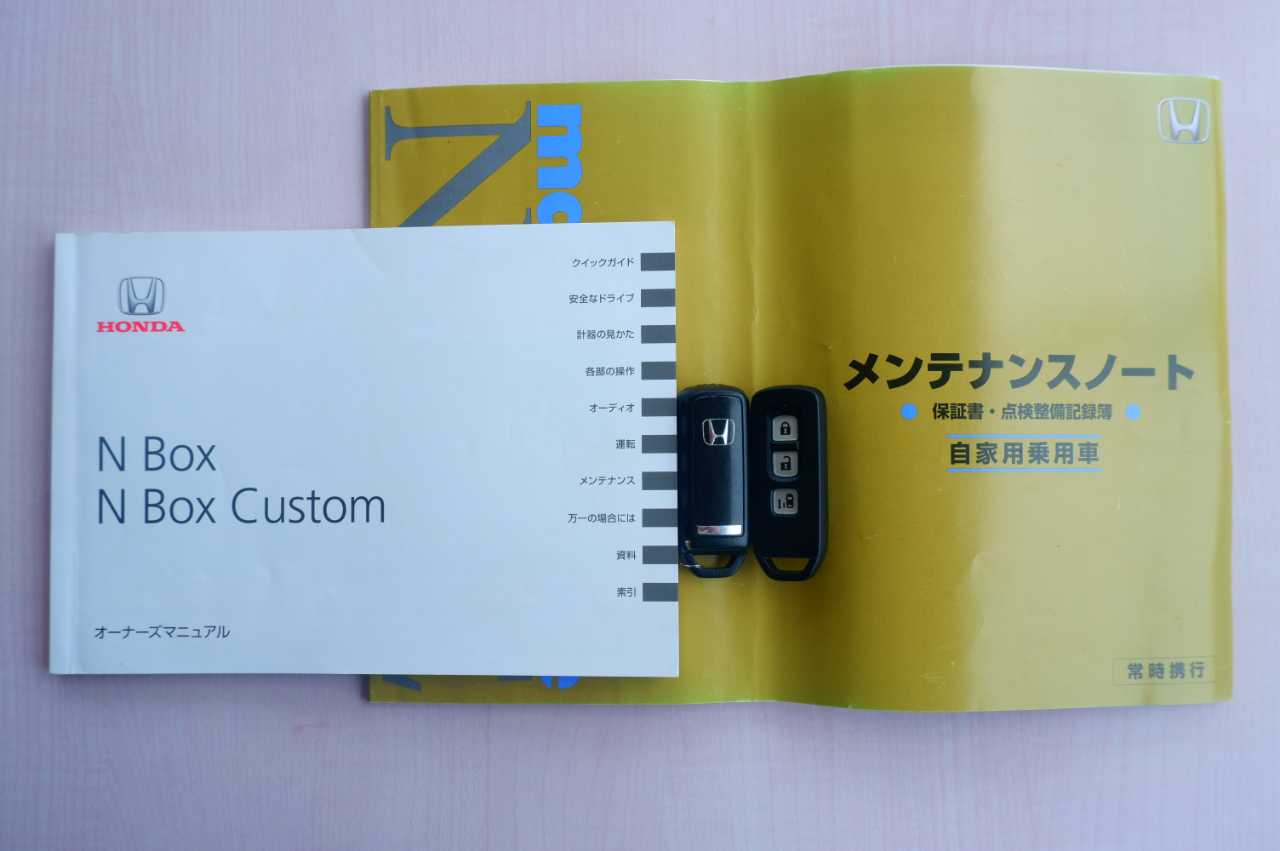 HONDA
N Box
N Box Custom
オーナーズマニュアル
クイックガイド
安全なドライブ
計器の見かた
各部の操作
オーディオ
運転
メンテナンス
万一の場合には
資料
索引
メンテナンスノート
保証書・点検整備記録簿
自家用乗用車
常時携行